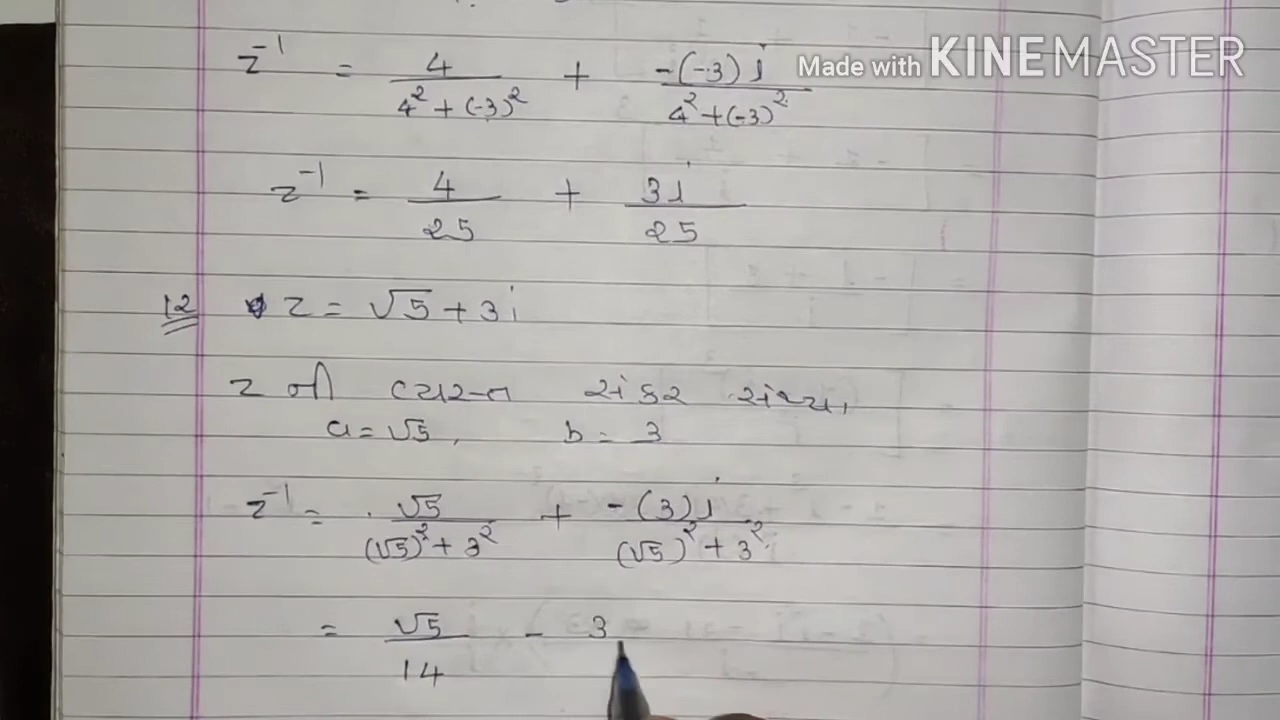 Made with KINEMASTER
z⁻¹ = 4 / (4² + (-3)²) + -(-3)i / (4² + (-3)²)
z⁻¹ = 4/25 + 3i/25
12 z = √5 + 3i
z ની વ્યસ્ત
a = √5, b = 3
z⁻¹ = √5 / ((√5)² + 3²) + -(3)i / ((√5)² + 3²)
= √5/14 - 3